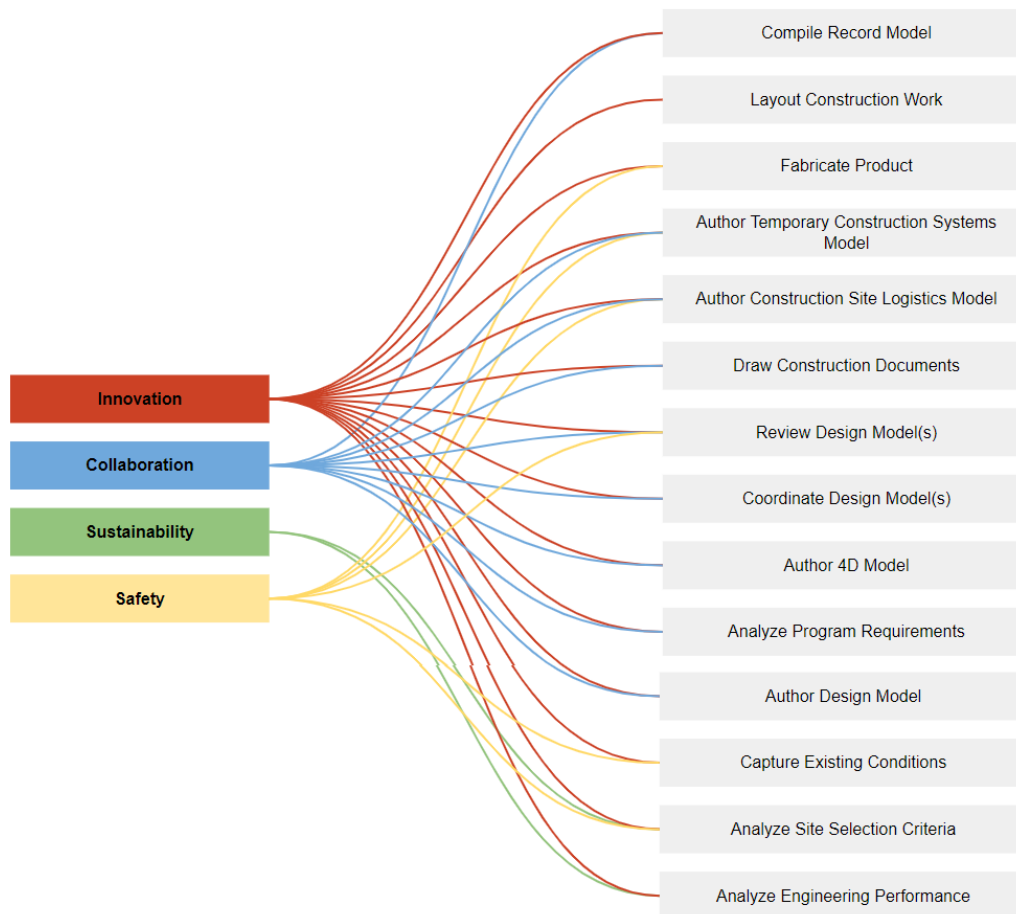 Innovation
Collaboration
Sustainability
Safety
Compile Record Model
Layout Construction Work
Fabricate Product
Author Temporary Construction Systems
Model
Author Construction Site Logistics Model
Draw Construction Documents
Review Design Model(s)
Coordinate Design Model(s)
Author 4D Model
Analyze Program Requirements
Author Design Model
Capture Existing Conditions
Analyze Site Selection Criteria
Analyze Engineering Performance